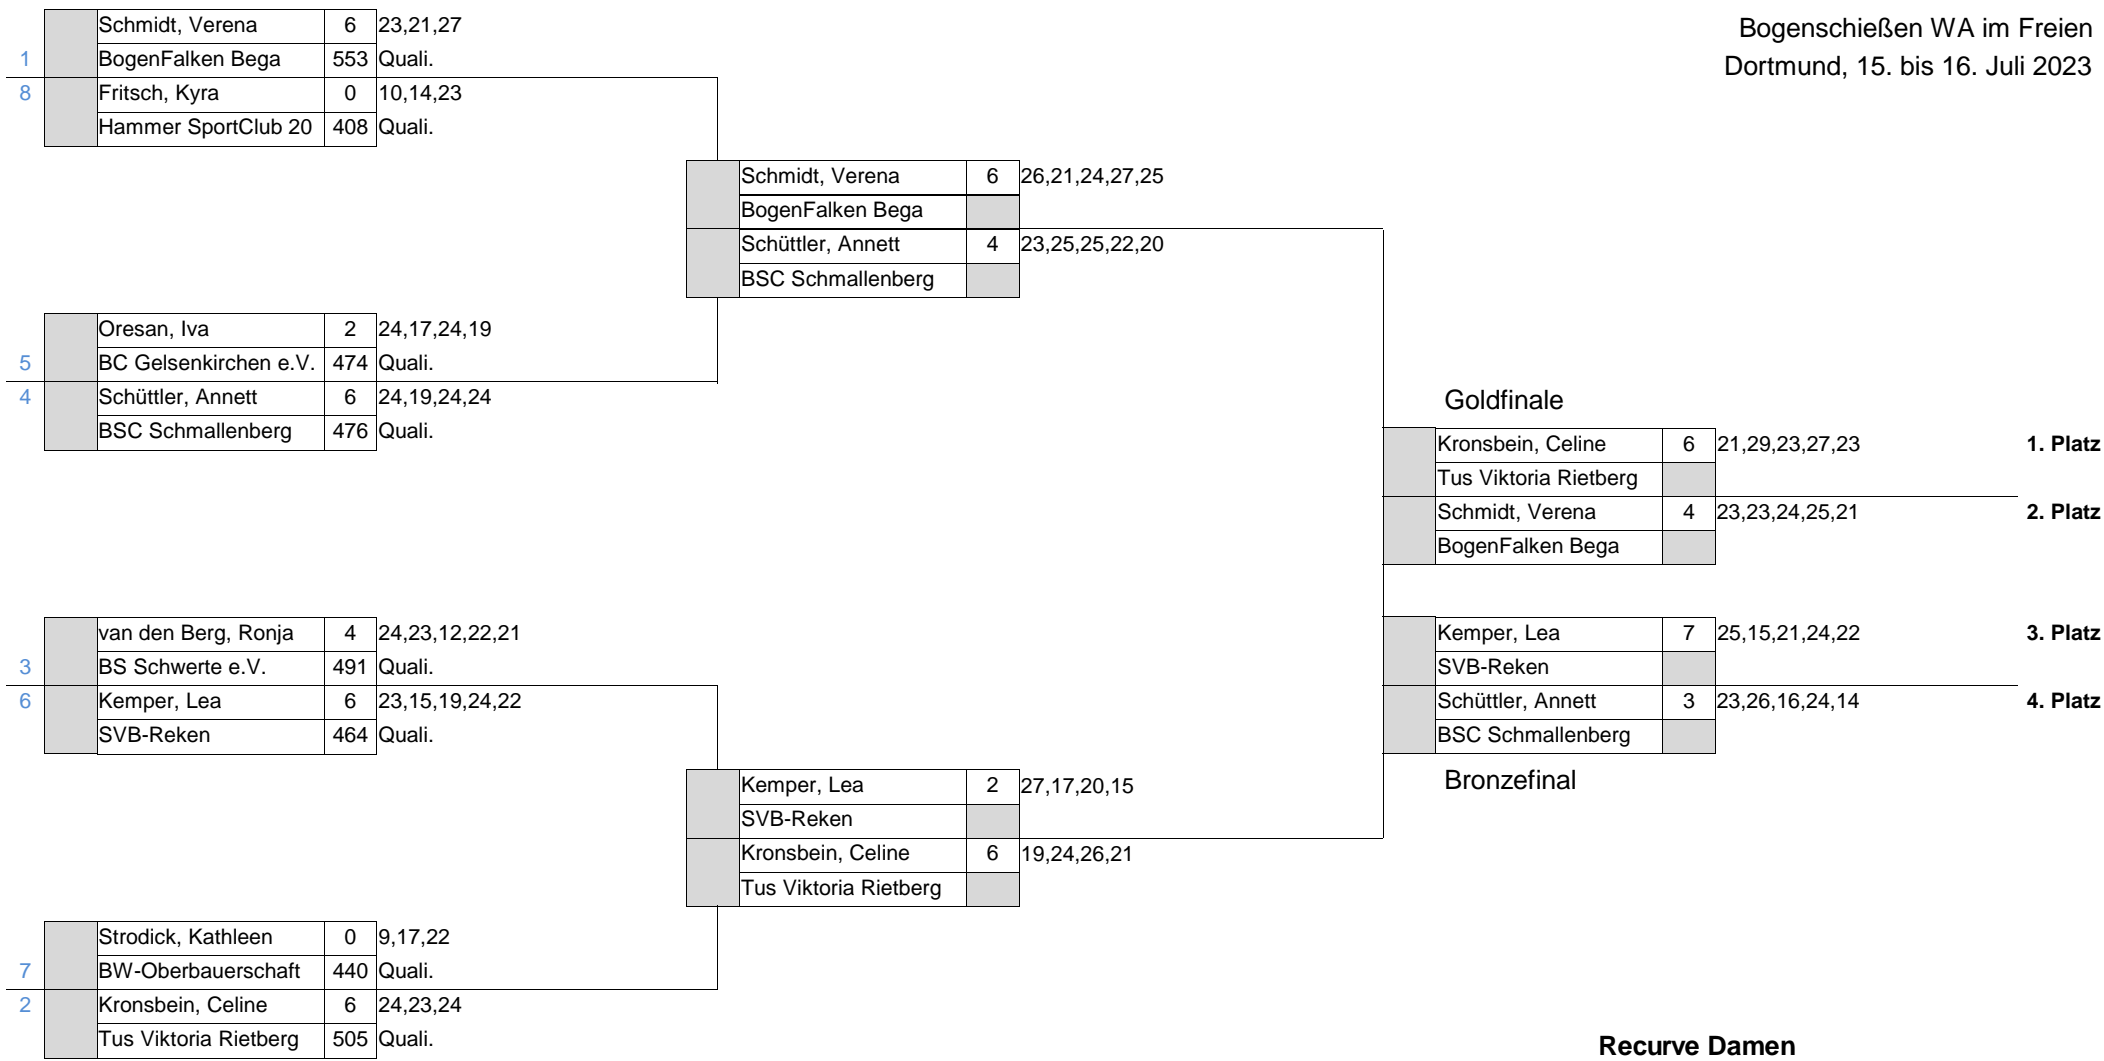 Bogenschießen WA im Freien
Dortmund, 15. bis 16. Juli 2023
Schmidt, Verena 6 23,21,27
1 BogenFalken Bega 553 Quali.
8 Fritsch, Kyra 0 10,14,23
Hammer SportClub 20 408 Quali.
Schmidt, Verena 6 26,21,24,27,25
BogenFalken Bega
Schüttler, Annett 4 23,25,25,22,20
BSC Schmallenberg
Oresan, Iva 2 24,17,24,19
5 BC Gelsenkirchen e.V. 474 Quali.
4 Schüttler, Annett 6 24,19,24,24
BSC Schmallenberg 476 Quali.
Goldfinale
Kronsbein, Celine 6 21,29,23,27,23 1. Platz
Tus Viktoria Rietberg
Schmidt, Verena 4 23,23,24,25,21 2. Platz
BogenFalken Bega
van den Berg, Ronja 4 24,23,12,22,21
3 BS Schwerte e.V. 491 Quali.
6 Kemper, Lea 6 23,15,19,24,22
SVB-Reken 464 Quali.
Kemper, Lea 7 25,15,21,24,22 3. Platz
SVB-Reken
Schüttler, Annett 3 23,26,16,24,14 4. Platz
BSC Schmallenberg
Bronzefinal
Kemper, Lea 2 27,17,20,15
SVB-Reken
Kronsbein, Celine 6 19,24,26,21
Tus Viktoria Rietberg
Strodick, Kathleen 0 9,17,22
7 BW-Oberbauerschaft 440 Quali.
2 Kronsbein, Celine 6 24,23,24
Tus Viktoria Rietberg 505 Quali.
Recurve Damen